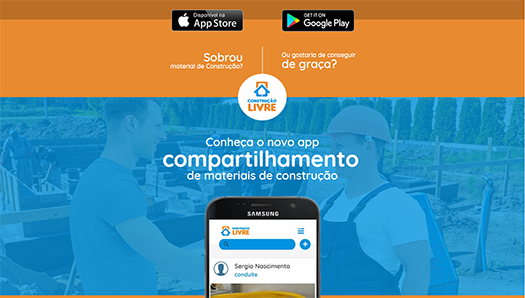 Disponível na
App Store
GET IT ON
Google Play
Sobrou
material de Construção?
Ou gostaria de conseguir
de graça?
CONSTRUÇÃO
LIVRE
Conheça o novo app
compartilhamento
de materiais de construção
SAMSUNG
CONSTRUÇÃO
LIVRE
Sergio Nascimento
conduite